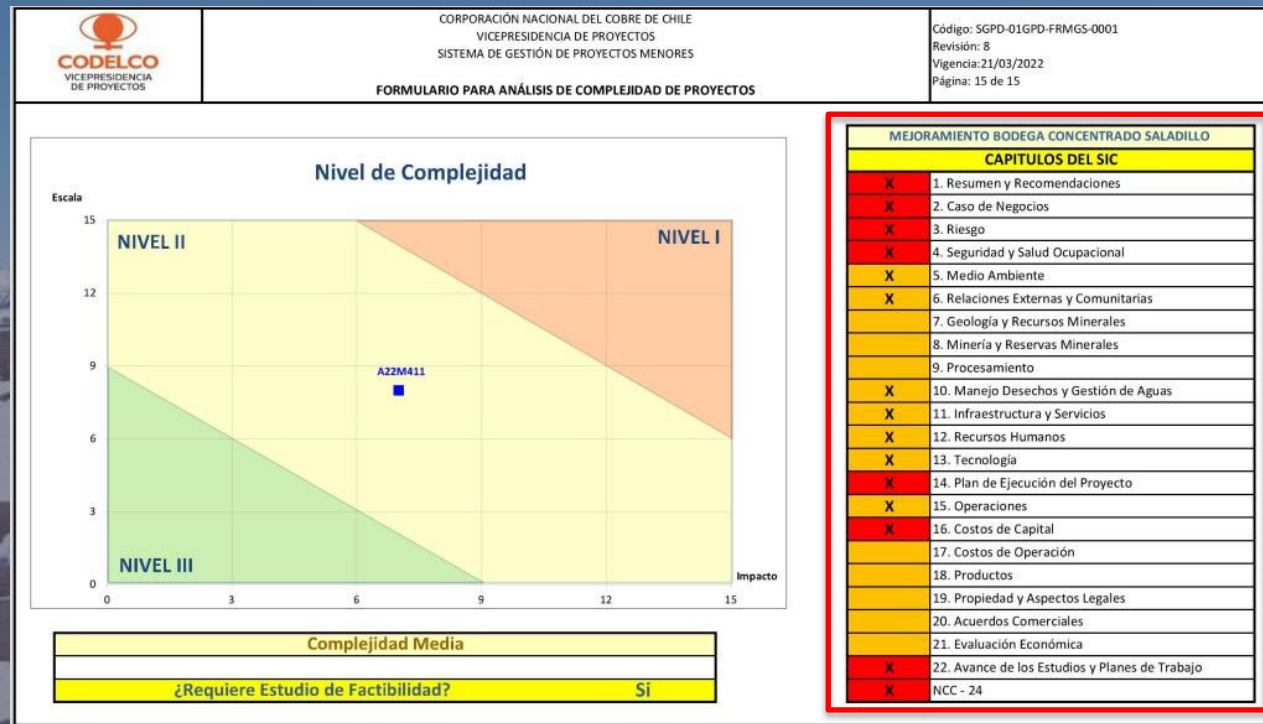 CODELCO
VICEPRESIDENCIA
DE PROYECTOS
CORPORACIÓN NACIONAL DEL COBRE DE CHILE
VICEPRESIDENCIA DE PROYECTOS
SISTEMA DE GESTIÓN DE PROYECTOS MENORES
FORMULARIO PARA ANÁLISIS DE COMPLEJIDAD DE PROYECTOS
Código: SGPD-01GPD-FRMGS-0001
Revisión: 8
Vigencia:21/03/2022
Página: 15 de 15
Nivel de Complejidad
Escala
15
12
9
6
3
0
NIVEL II
NIVEL I
A22M411
NIVEL III
Impacto
0 3 6 9 12 15
Complejidad Media
¿Requiere Estudio de Factibilidad? Si
MEJORAMIENTO BODEGA CONCENTRADO SALADILLO
CAPITULOS DEL SIC
X 1. Resumen y Recomendaciones
X 2. Caso de Negocios
X 3. Riesgo
X 4. Seguridad y Salud Ocupacional
X 5. Medio Ambiente
X 6. Relaciones Externas y Comunitarias
7. Geología y Recursos Minerales
8. Minería y Reservas Minerales
9. Procesamiento
X 10. Manejo Desechos y Gestión de Aguas
X 11. Infraestructura y Servicios
X 12. Recursos Humanos
X 13. Tecnología
X 14. Plan de Ejecución del Proyecto
X 15. Operaciones
X 16. Costos de Capital
17. Costos de Operación
18. Productos
19. Propiedad y Aspectos Legales
20. Acuerdos Comerciales
21. Evaluación Económica
X 22. Avance de los Estudios y Planes de Trabajo
X NCC - 24